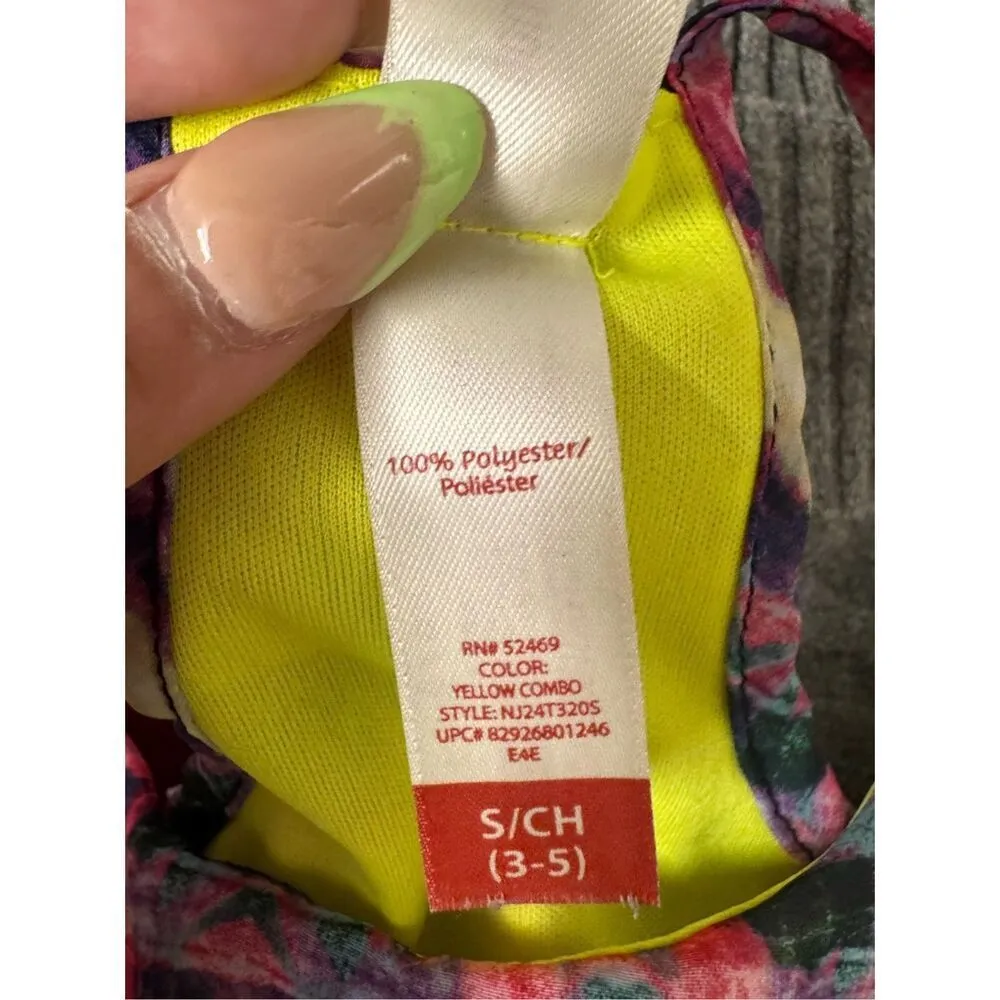 100% Polyester/
Poliéster
RN# 52469
COLOR:
YELLOW COMBO
STYLE: NJ24T320S
UPC# 82926801246
E4E
S/CH
(3-5)